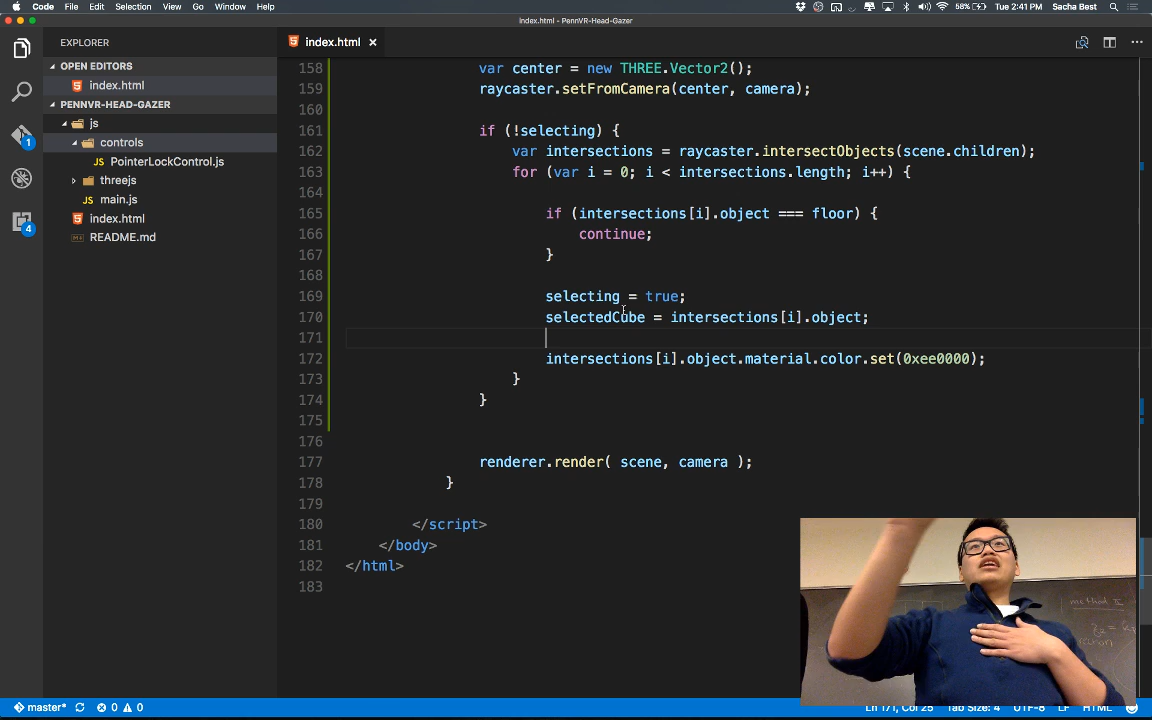 Code File Edit Selection View Go Window Help 58% Tue 2:41 PM Sacha Best
index.html — PennVR-Head-Gazer
EXPLORER
index.html
OPEN EDITORS
index.html
PENNVR-HEAD-GAZER
js
controls
PointerLockControl.js
threejs
main.js
index.html
README.md
1
4
158 var center = new THREE.Vector2();
159 raycaster.setFromCamera(center, camera);
160
161 if (!selecting) {
162 var intersections = raycaster.intersectObjects(scene.children);
163 for (var i = 0; i < intersections.length; i++) {
164
165 if (intersections[i].object === floor) {
166 continue;
167 }
168
169 selecting = true;
170 selectedCube = intersections[i].object;
171
172 intersections[i].object.material.color.set(0xee0000);
173 }
174 }
175
176
177 renderer.render( scene, camera );
178 }
179
180 </script>
181 </body>
182 </html>
183
method II
master* 0 0 Ln 171, Col 25 Tab Size: 4 UTF-8 LF HTML